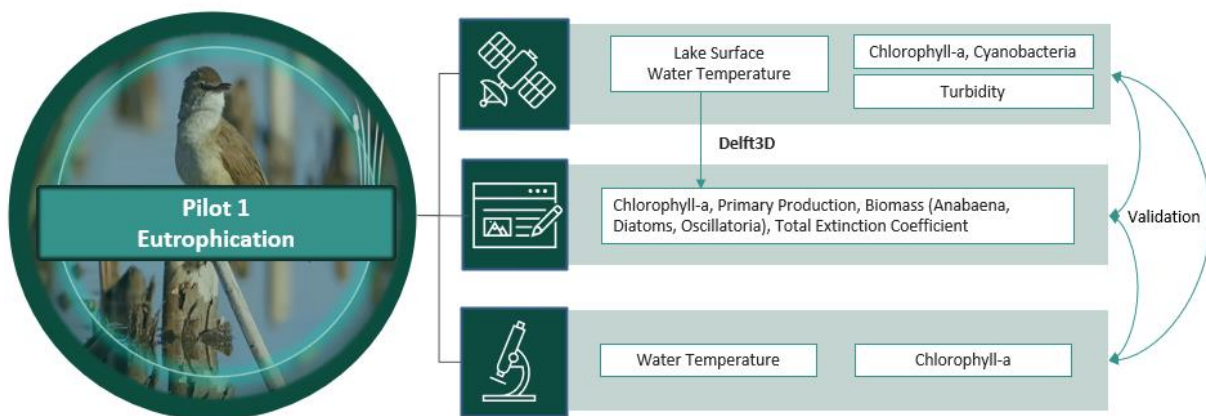 Pilot 1
Eutrophication
Lake Surface
Water Temperature
Chlorophyll-a, Cyanobacteria
Turbidity
Delft3D
Chlorophyll-a, Primary Production, Biomass (Anabaena,
Diatoms, Oscillatoria), Total Extinction Coefficient
Validation
Water Temperature
Chlorophyll-a